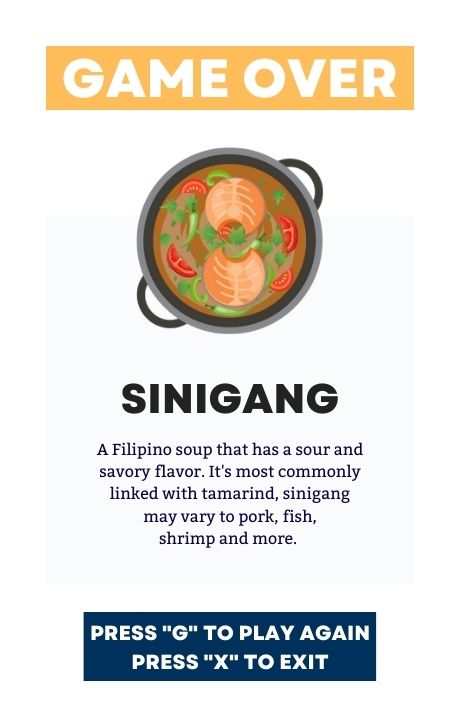 GAME OVER
SINIGANG
A Filipino soup that has a sour and
savory flavor. It's most commonly
linked with tamarind, sinigang
may vary to pork, fish,
shrimp and more.
PRESS "G" TO PLAY AGAIN
PRESS "X" TO EXIT